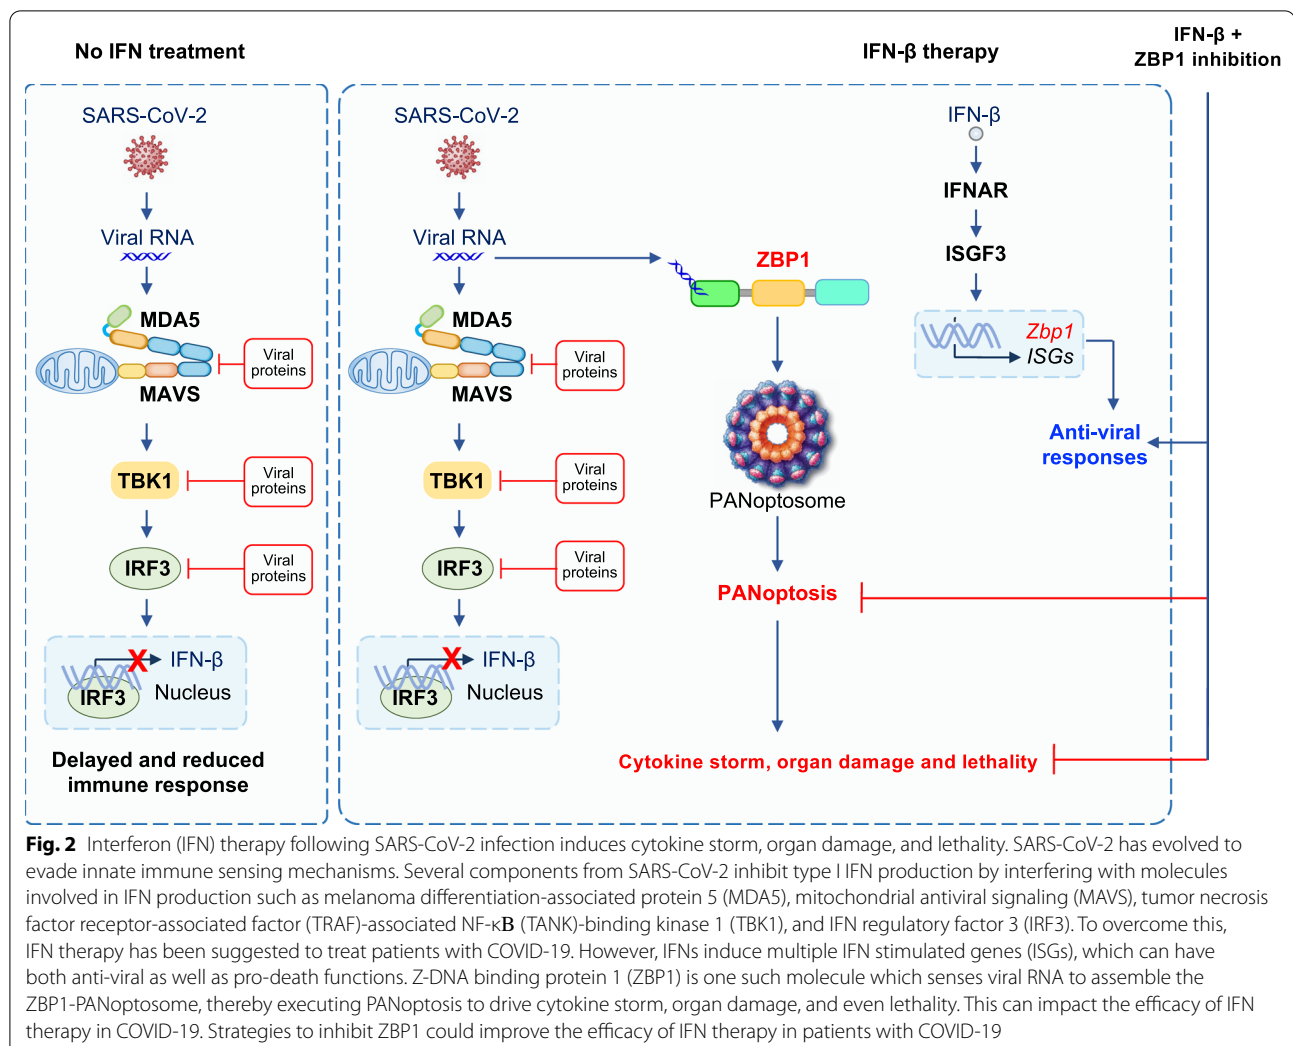 No IFN treatment
IFN-β therapy
IFN-β +
ZBP1 inhibition
SARS-CoV-2
Viral RNA
MDA5
MAVS
Viral
proteins
TBK1
Viral
proteins
IRF3
Viral
proteins
IFN-β
IRF3
Nucleus
Delayed and reduced
immune response
SARS-CoV-2
Viral RNA
MDA5
MAVS
Viral
proteins
TBK1
Viral
proteins
IRF3
Viral
proteins
IFN-β
IRF3
Nucleus
ZBP1
PANoptosome
PANoptosis
Cytokine storm, organ damage and lethality
IFN-β
IFNAR
ISGF3
Zbp1
ISGs
Anti-viral
responses
Fig. 2 Interferon (IFN) therapy following SARS-CoV-2 infection induces cytokine storm, organ damage, and lethality. SARS-CoV-2 has evolved to
evade innate immune sensing mechanisms. Several components from SARS-CoV-2 inhibit type I IFN production by interfering with molecules
involved in IFN production such as melanoma differentiation-associated protein 5 (MDA5), mitochondrial antiviral signaling (MAVS), tumor necrosis
factor receptor-associated factor (TRAF)-associated NF-κB (TANK)-binding kinase 1 (TBK1), and IFN regulatory factor 3 (IRF3). To overcome this,
IFN therapy has been suggested to treat patients with COVID-19. However, IFNs induce multiple IFN stimulated genes (ISGs), which can have
both anti-viral as well as pro-death functions. Z-DNA binding protein 1 (ZBP1) is one such molecule which senses viral RNA to assemble the
ZBP1-PANoptosome, thereby executing PANoptosis to drive cytokine storm, organ damage, and even lethality. This can impact the efficacy of IFN
therapy in COVID-19. Strategies to inhibit ZBP1 could improve the efficacy of IFN therapy in patients with COVID-19